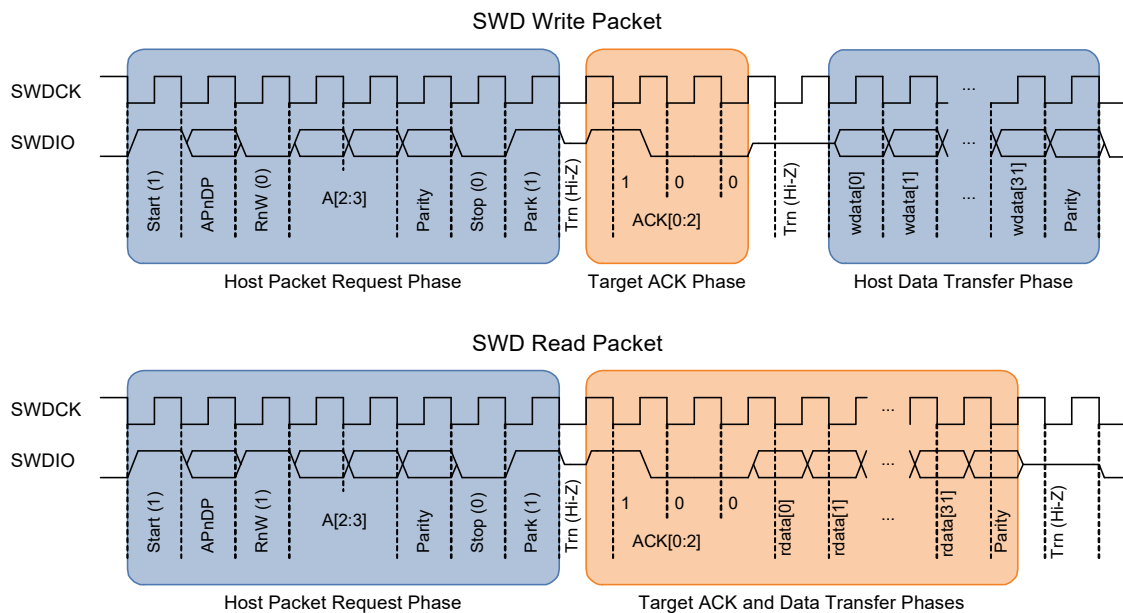 SWD Write Packet
SWDCK
...
SWDIO
...
Start (1)
APnDP
RnW (0)
A[2:3]
Parity
Stop (0)
Park (1)
Trn (Hi-Z)
1
0
0
ACK[0:2]
Trn (Hi-Z)
wdata[0]
wdata[1]
...
wdata[31]
Parity
Host Packet Request Phase
Target ACK Phase
Host Data Transfer Phase
SWD Read Packet
SWDCK
...
SWDIO
...
Start (1)
APnDP
RnW (1)
A[2:3]
Parity
Stop (0)
Park (1)
Trn (Hi-Z)
1
0
0
ACK[0:2]
rdata[0]
rdata[1]
...
rdata[31]
Parity
Trn (Hi-Z)
Host Packet Request Phase
Target ACK and Data Transfer Phases